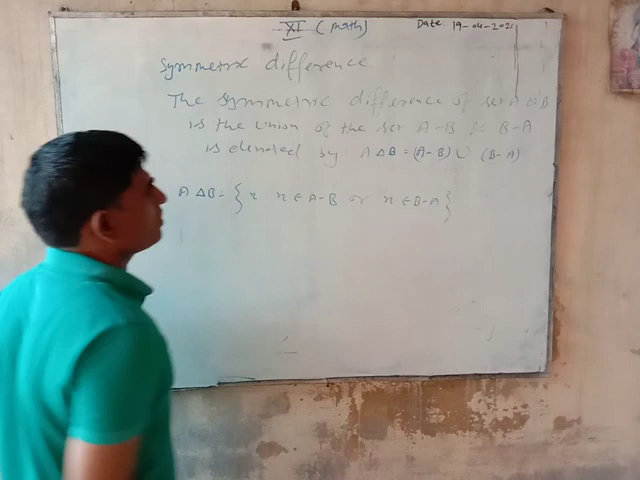 XI (math) Date 19-04-2021
Symmetric difference
The symmetric difference of set A & B
is the union of the set A-B & B-A
is denoted by A Δ B = (A-B) ∪ (B-A)
A Δ B = { x : x ∈ A-B or x ∈ B-A }